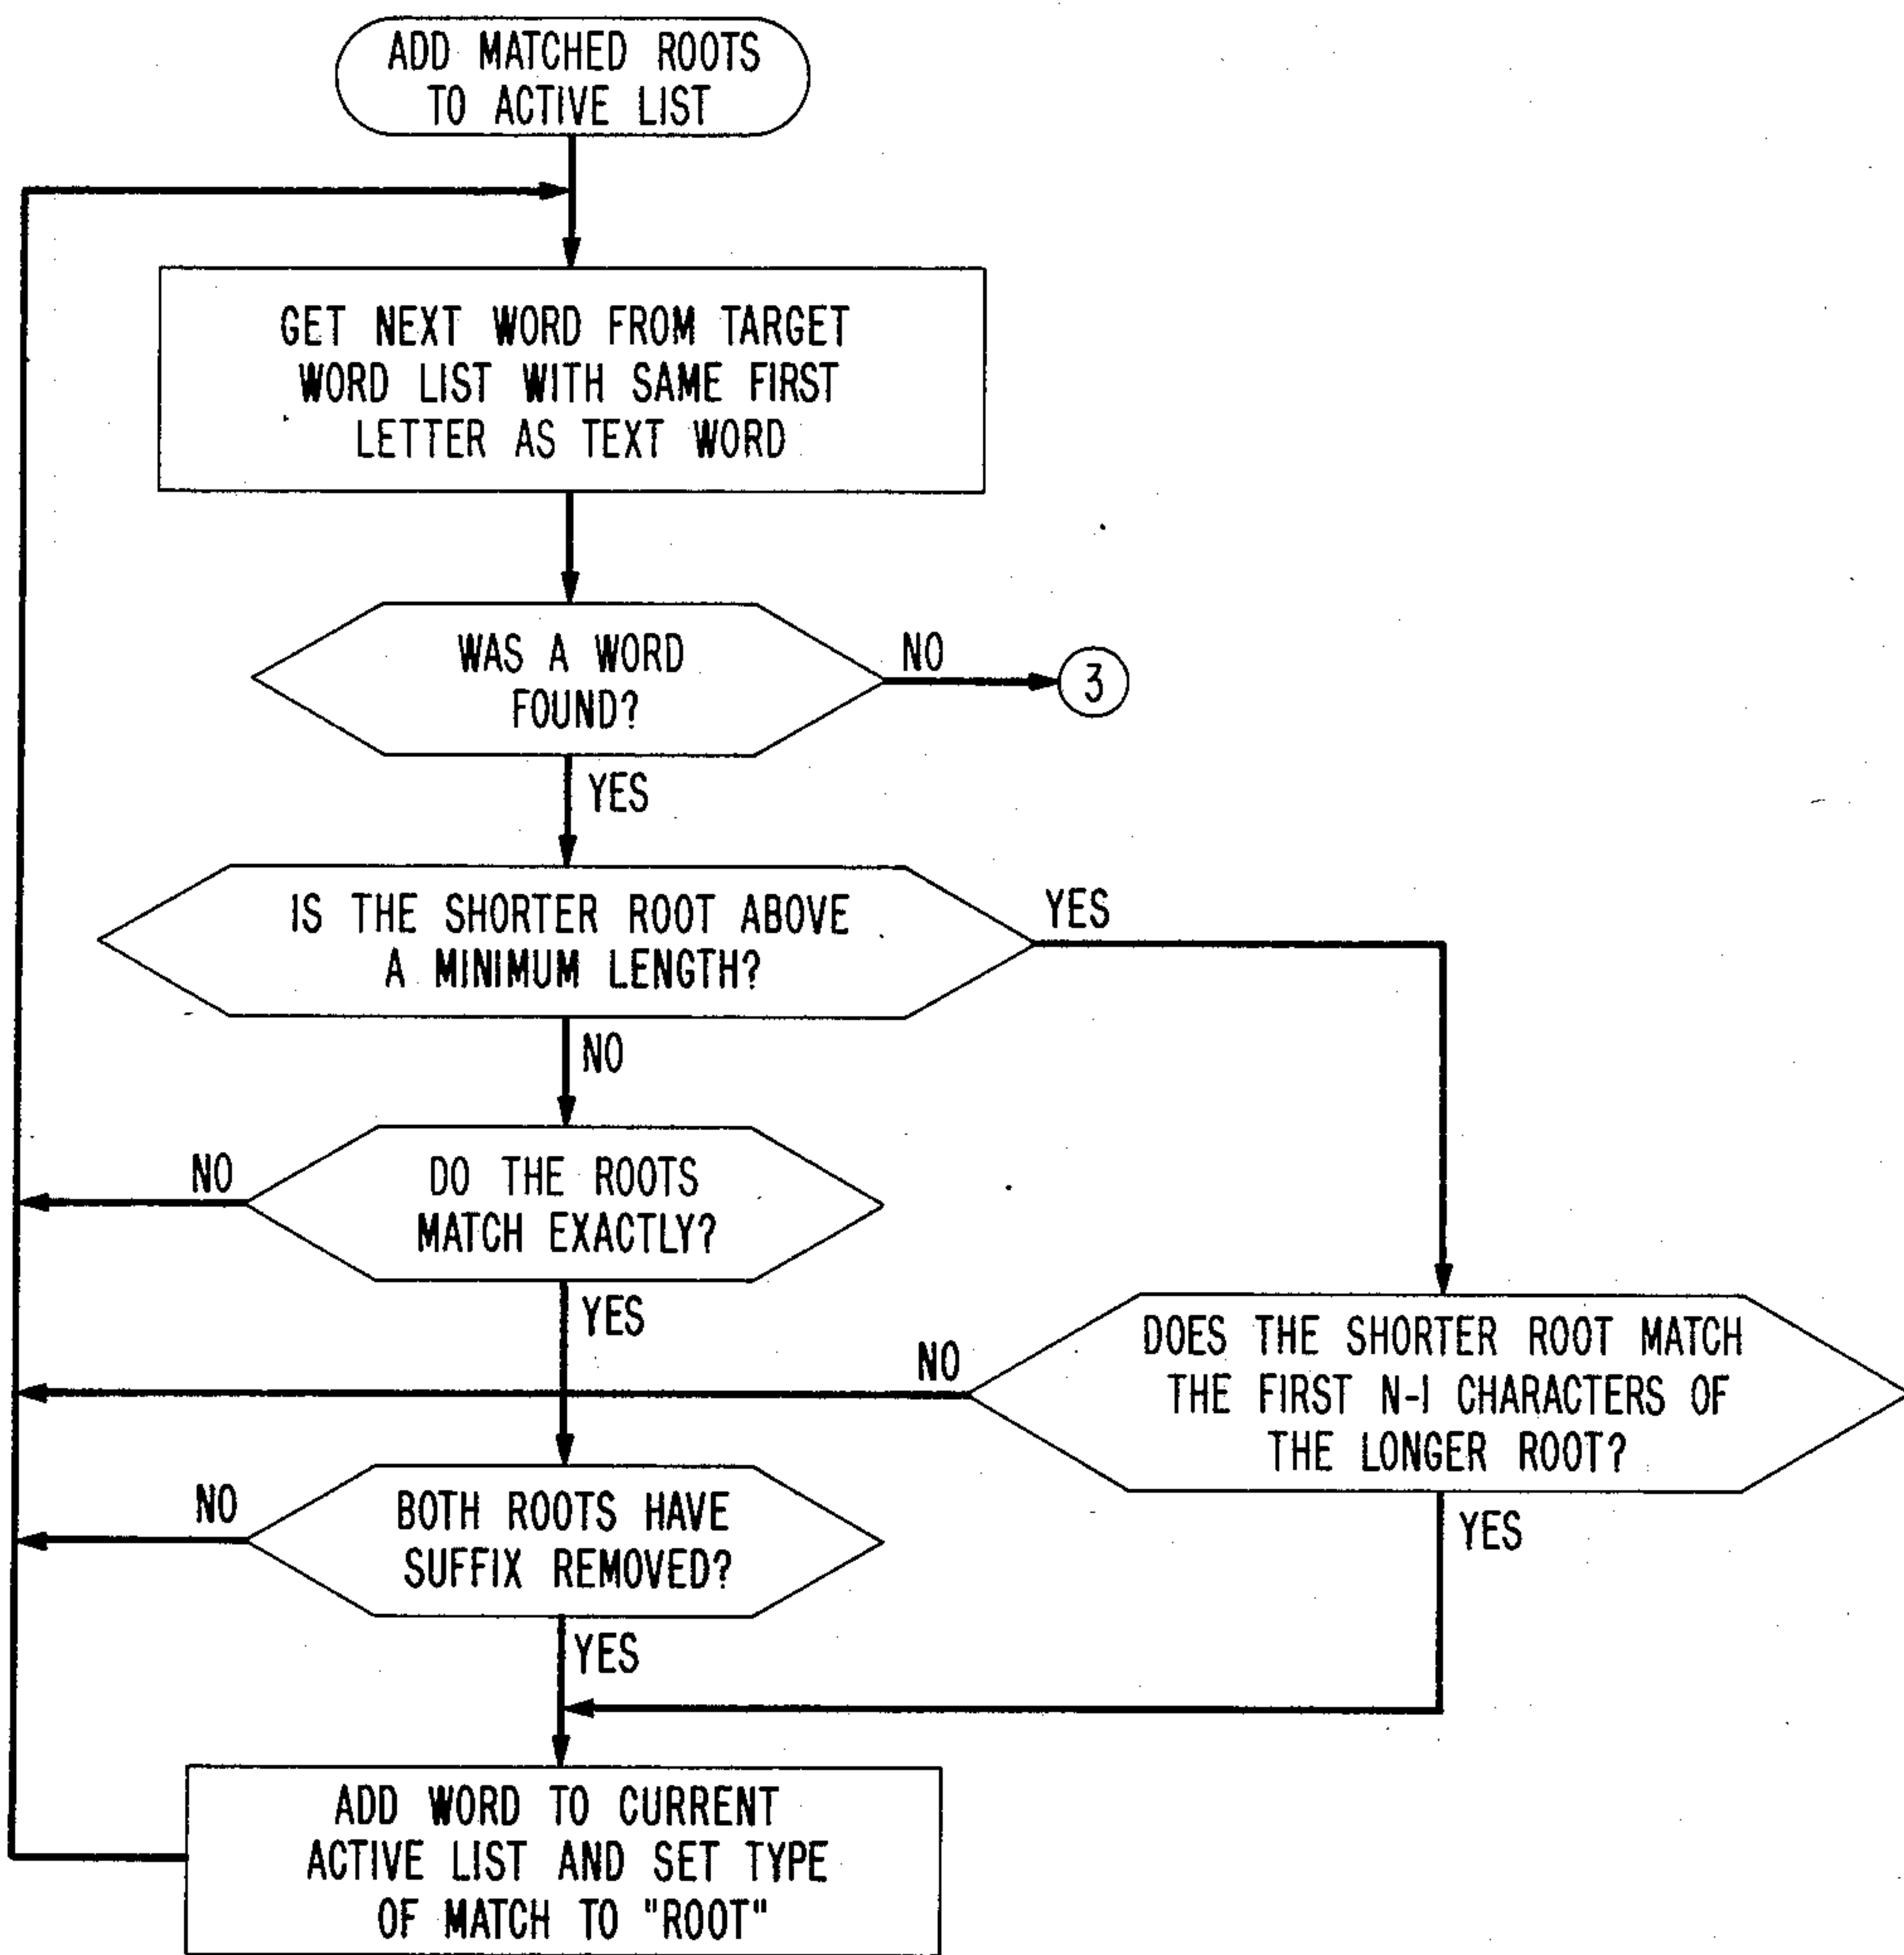 ADD MATCHED ROOTS
TO ACTIVE LIST
GET NEXT WORD FROM TARGET
WORD LIST WITH SAME FIRST
LETTER AS TEXT WORD
WAS A WORD
FOUND?
NO
3
YES
IS THE SHORTER ROOT ABOVE
A MINIMUM LENGTH?
YES
NO
DO THE ROOTS
MATCH EXACTLY?
NO
YES
DOES THE SHORTER ROOT MATCH
THE FIRST N-1 CHARACTERS OF
THE LONGER ROOT?
NO
YES
BOTH ROOTS HAVE
SUFFIX REMOVED?
NO
YES
ADD WORD TO CURRENT
ACTIVE LIST AND SET TYPE
OF MATCH TO "ROOT"